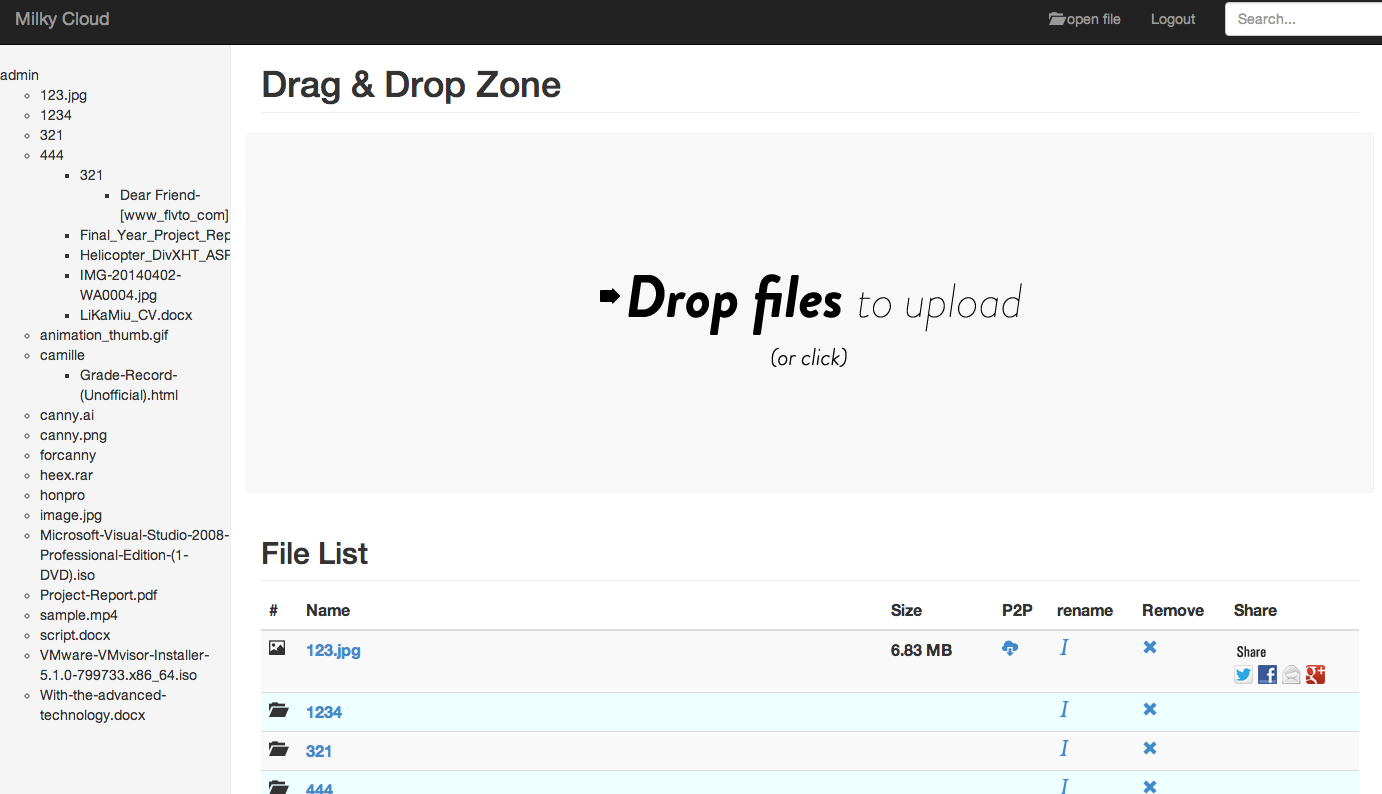 Milky Cloud
open file
Logout
Search...
admin
123.jpg
1234
321
444
321
Dear Friend-
[www_flvto_com]
Final_Year_Project_Rep
Helicopter_DivXHT_ASP
IMG-20140402-
WA0004.jpg
LiKaMiu_CV.docx
animation_thumb.gif
camille
Grade-Record-
(Unofficial).html
canny.ai
canny.png
forcanny
heex.rar
honpro
image.jpg
Microsoft-Visual-Studio-2008-
Professional-Edition-(1-
DVD).iso
Project-Report.pdf
sample.mp4
script.docx
VMware-VMvisor-Installer-
5.1.0-799733.x86_64.iso
With-the-advanced-
technology.docx
Drag & Drop Zone
Drop files to upload
(or click)
File List
# Name Size P2P rename Remove Share
123.jpg 6.83 MB Share
1234
321
444